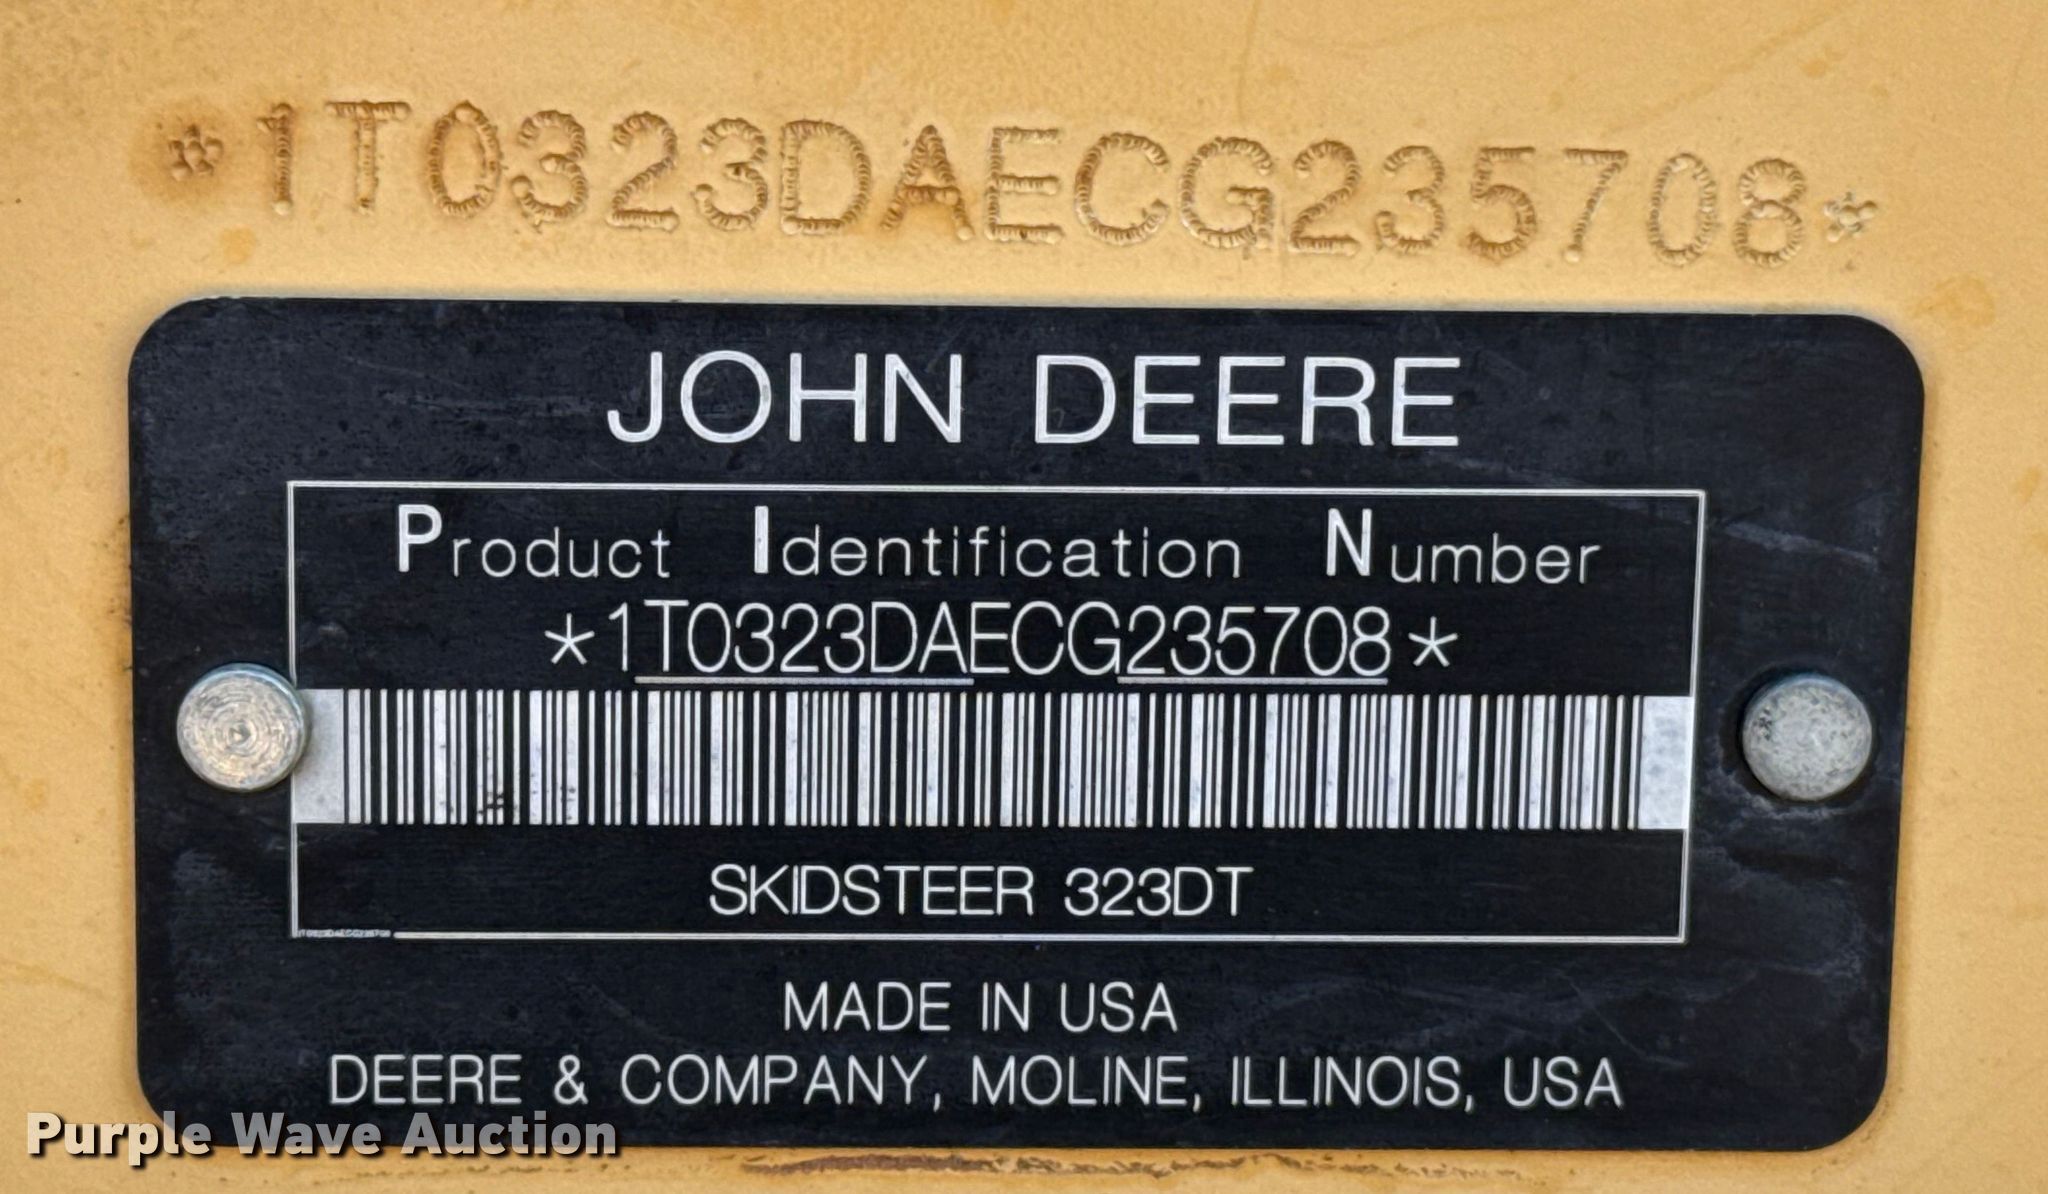 *1T0323DAECG235708*
JOHN DEERE
Product Identification Number
*1T0323DAECG235708*
SKIDSTEER 323DT
1T0323DAECG235708
MADE IN USA
DEERE & COMPANY, MOLINE, ILLINOIS, USA
Purple Wave Auction